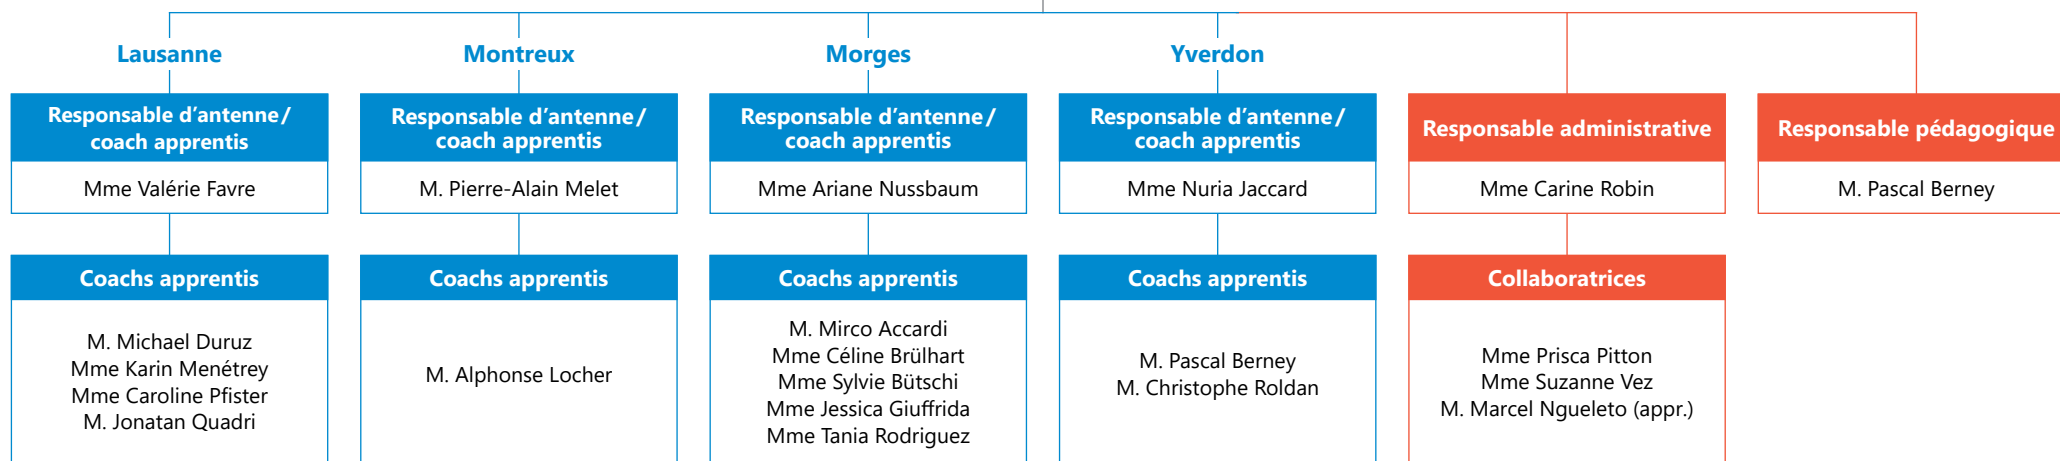 Lausanne
Montreux
Morges
Yverdon
Responsable d'antenne/
coach apprentis
Mme Valérie Favre
Responsable d'antenne/
coach apprentis
M. Pierre-Alain Melet
Responsable d'antenne/
coach apprentis
Mme Ariane Nussbaum
Responsable d'antenne/
coach apprentis
Mme Nuria Jaccard
Responsable administrative
Mme Carine Robin
Responsable pédagogique
M. Pascal Berney
Coachs apprentis
M. Michael Duruz
Mme Karin Menétrey
Mme Caroline Pfister
M. Jonatan Quadri
Coachs apprentis
M. Alphonse Locher
Coachs apprentis
M. Mirco Accardi
Mme Céline Brülhart
Mme Sylvie Bütschi
Mme Jessica Giuffrida
Mme Tania Rodriguez
Coachs apprentis
M. Pascal Berney
M. Christophe Roldan
Collaboratrices
Mme Prisca Pitton
Mme Suzanne Vez
M. Marcel Ngueleto (appr.)